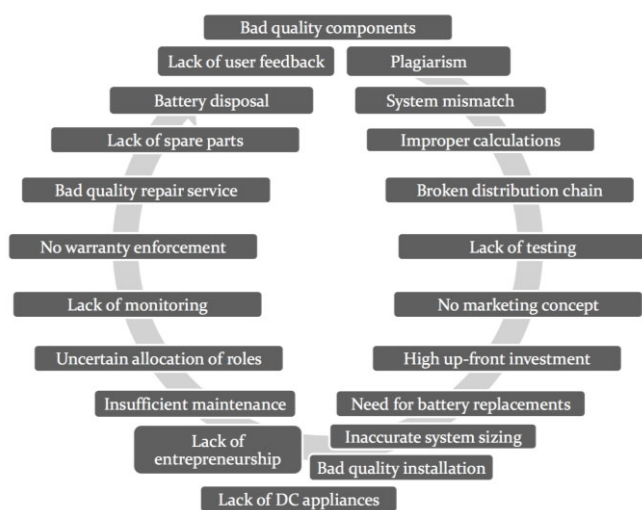 Bad quality components
Lack of user feedback
Plagiarism
Battery disposal
System mismatch
Lack of spare parts
Improper calculations
Bad quality repair service
Broken distribution chain
No warranty enforcement
Lack of testing
Lack of monitoring
No marketing concept
Uncertain allocation of roles
High up-front investment
Insufficient maintenance
Need for battery replacements
Lack of
entrepreneurship
Inaccurate system sizing
Bad quality installation
Lack of DC appliances